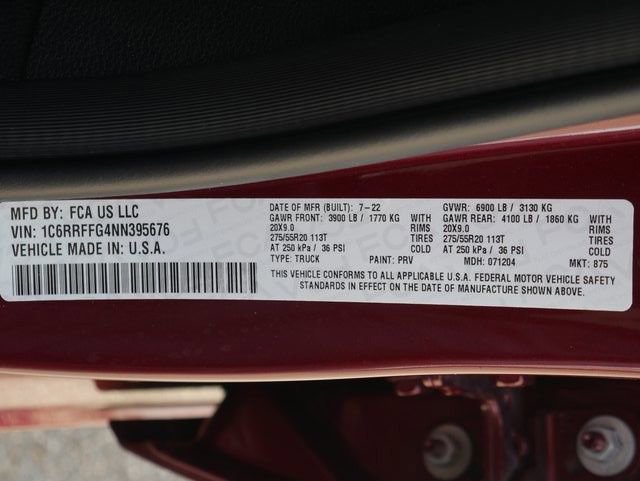 MFD BY: FCA US LLC
VIN: 1C6RRFFG4NN395676
VEHICLE MADE IN: U.S.A.
DATE OF MFR (BUILT): 7-22 GVWR: 6900 LB / 3130 KG
GAWR FRONT: 3900 LB / 1770 KG WITH GAWR REAR: 4100 LB / 1860 KG WITH
20X9.0 RIMS 20X9.0 RIMS
275/55R20 113T TIRES 275/55R20 113T TIRES
AT 250 kPa / 36 PSI COLD AT 250 kPa / 36 PSI COLD
TYPE: TRUCK PAINT: PRV MDH: 071204 MKT: 875
THIS VEHICLE CONFORMS TO ALL APPLICABLE U.S.A. FEDERAL MOTOR VEHICLE SAFETY
STANDARDS IN EFFECT ON THE DATE OF MANUFACTURE SHOWN ABOVE.